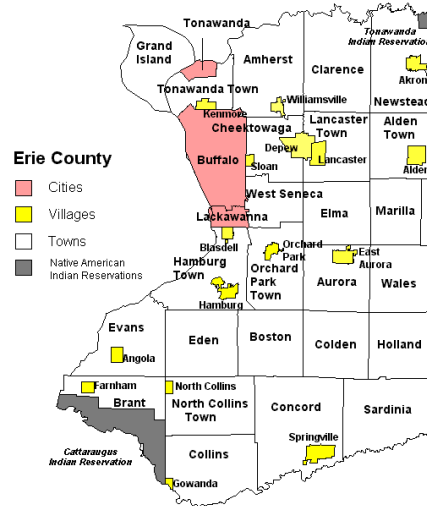 Tonawanda
Grand
Island
Amherst
Clarence
Tonawanda
Indian Reservation
Akron
Tonawanda Town
Williamsville
Newstead
Kenmore
Cheektowaga
Lancaster
Town
Alden
Town
Depew
Buffalo
Sloan
Lancaster
Alden
Erie County
Cities
Villages
Towns
Native American
Indian Reservations
West Seneca
Lackawanna
Elma
Marilla
Blasdell
Hamburg
Town
Orchard
Park
East
Aurora
Orchard
Park
Town
Aurora
Wales
Hamburg
Evans
Eden
Boston
Colden
Holland
Angola
Farnham
Brant
North Collins
North Collins
Town
Concord
Sardinia
Cattaraugus
Indian Reservation
Collins
Springville
Gowanda